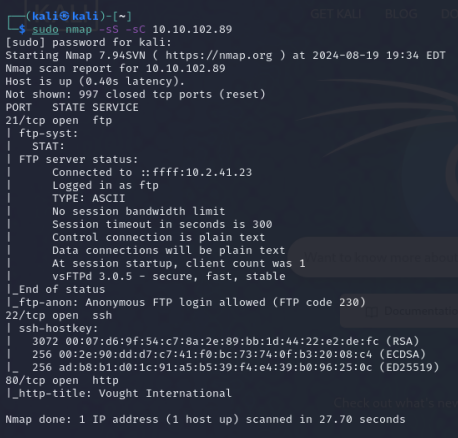 GET KALI BLOG
┌──(kali㉿kali)-[~]
└─$ sudo nmap -sS -sC 10.10.102.89
[sudo] password for kali:
Starting Nmap 7.94SVN ( https://nmap.org ) at 2024-08-19 19:34 EDT
Nmap scan report for 10.10.102.89
Host is up (0.40s latency).
Not shown: 997 closed tcp ports (reset)
PORT   STATE SERVICE
21/tcp open  ftp
| ftp-syst:
|   STAT:
| FTP server status:
|      Connected to ::ffff:10.2.41.23
|      Logged in as ftp
|      TYPE: ASCII
|      No session bandwidth limit
|      Session timeout in seconds is 300
|      Control connection is plain text
|      Data connections will be plain text
|      At session startup, client count was 1
|      vsFTPd 3.0.5 - secure, fast, stable
|_End of status
|_ftp-anon: Anonymous FTP login allowed (FTP code 230)
22/tcp open  ssh
| ssh-hostkey:
|   3072 00:07:d6:9f:54:c7:8a:2e:89:bb:1d:44:22:e2:de:fc (RSA)
|   256 00:2e:90:dd:d7:c7:41:f0:bc:73:74:0f:b3:20:08:c4 (ECDSA)
|_  256 ad:b8:b1:d0:1c:91:a5:b5:39:f4:e4:39:b0:96:25:0c (ED25519)
80/tcp open  http
|_http-title: Vought International
Check out what's ne
Nmap done: 1 IP address (1 host up) scanned in 27.70 seconds